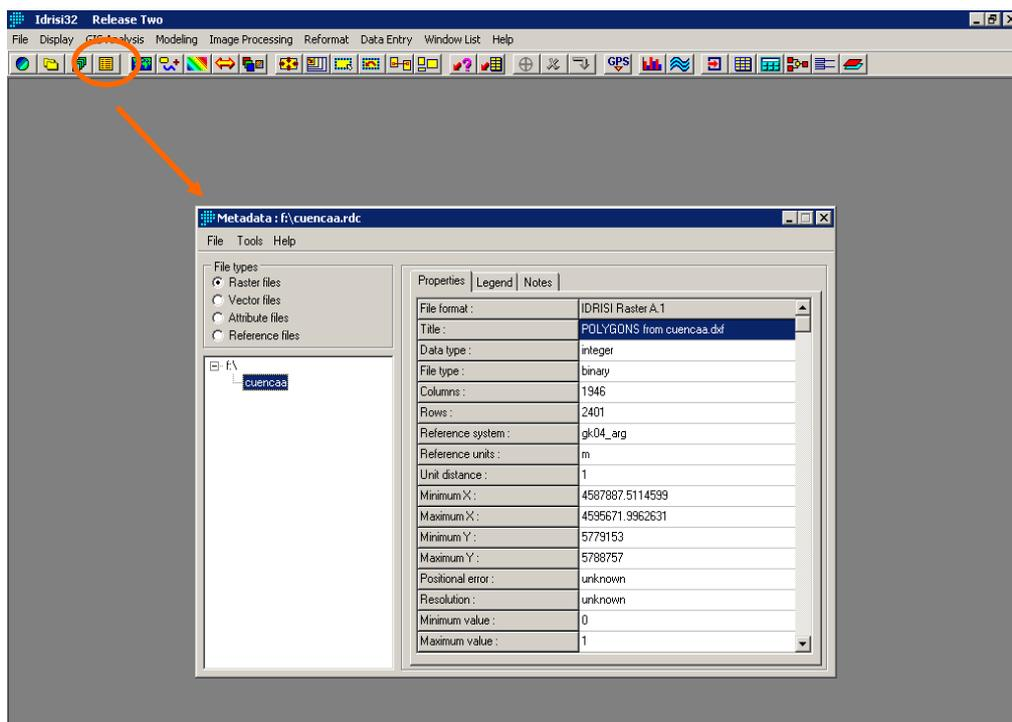 Idrisi32 Release Two
File Display GIS Analysis Modeling Image Processing Reformat Data Entry Window List Help
GPS
Metadata : f:\cuencaa.rdc
File Tools Help
File types
Raster files
Vector files
Attribute files
Reference files
f:\
cuencaa
Properties Legend Notes
File format : IDRISI Raster A.1
Title : POLYGONS from cuencaa.dxf
Data type : integer
File type : binary
Columns : 1946
Rows : 2401
Reference system : gk04_arg
Reference units : m
Unit distance : 1
Minimum X : 4587887.5114599
Maximum X : 4595671.9962631
Minimum Y : 5779153
Maximum Y : 5788757
Positional error : unknown
Resolution : unknown
Minimum value : 0
Maximum value : 1